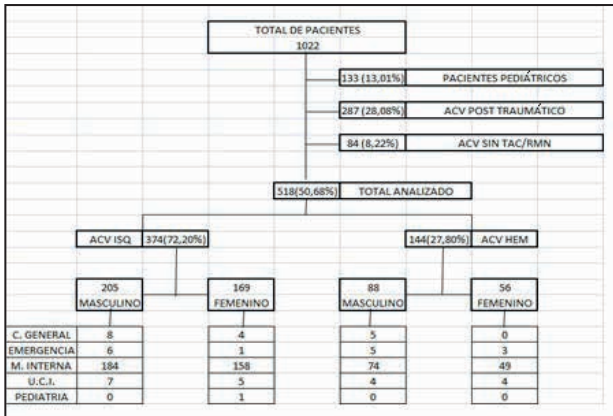 TOTAL DE PACIENTES
1022
133 (13,01%) PACIENTES PEDIÁTRICOS
287 (28,08%) ACV POST TRAUMÁTICO
84 (8,22%) ACV SIN TAC/RMN
518(50,68%) TOTAL ANALIZADO
ACV ISQ 374(72,20%) 144(27,80%) ACV HEM
205 169 88 56
MASCULINO FEMENINO MASCULINO FEMENINO
C. GENERAL 8 4 5 0
EMERGENCIA 6 1 5 3
M. INTERNA 184 158 74 49
U.C.I. 7 5 4 4
PEDIATRIA 0 1 0 0